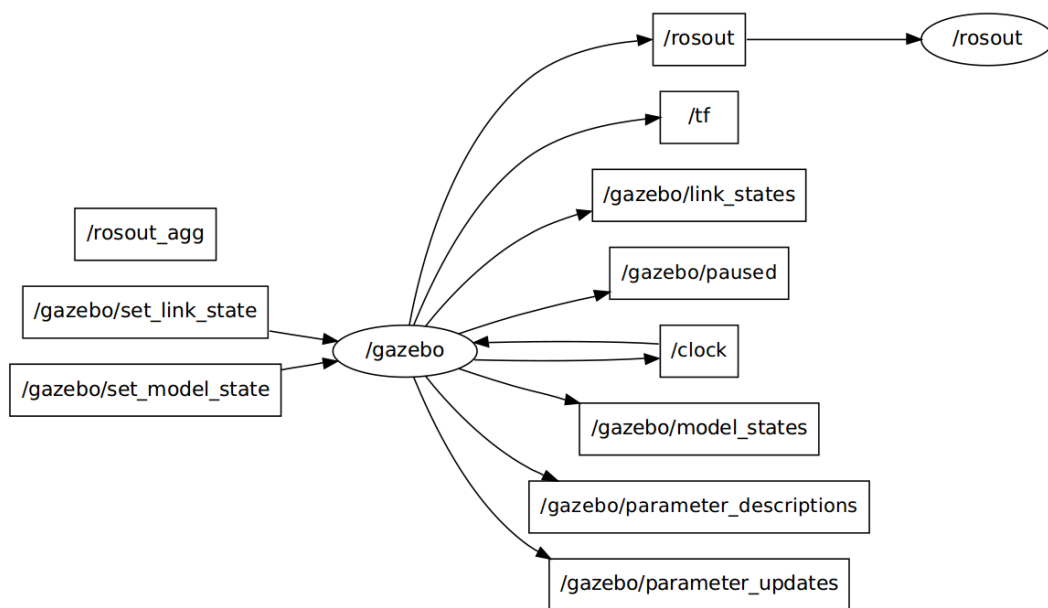 /rosout
/rosout
/tf
/gazebo/link_states
/rosout_agg
/gazebo/paused
/gazebo/set_link_state
/gazebo
/clock
/gazebo/set_model_state
/gazebo/model_states
/gazebo/parameter_descriptions
/gazebo/parameter_updates